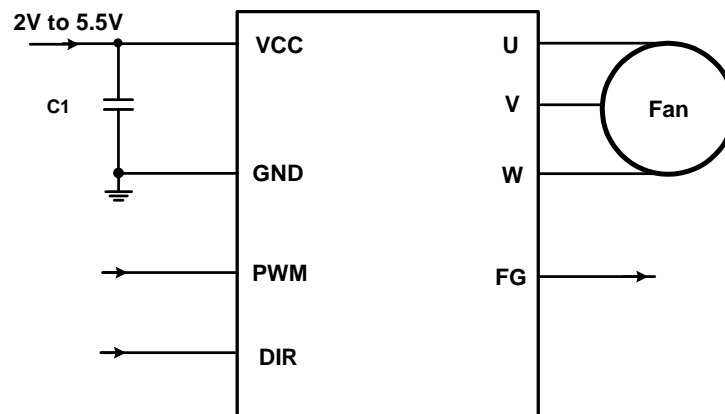 2V to 5.5V
VCC
U
C1
V
Fan
GND
W
PWM
FG
DIR